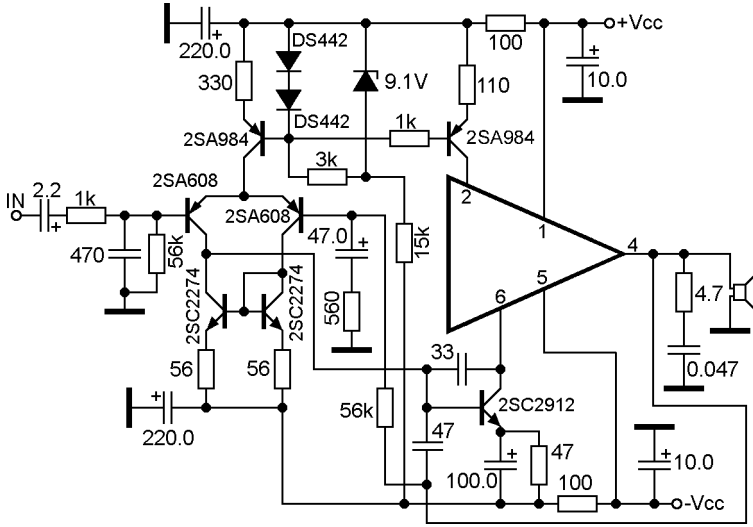 DS442
220.0
+
100
+Vcc
330
9.1V
110
+
10.0
DS442
2SA984
1k
2SA984
3k
2SA608
2
IN
2.2
1k
+
2SA608
1
47.0
+
15k
4
470
56k
5
4.7
2SC2274
2SC2274
560
6
33
0.047
56
56
+
220.0
56k
2SC2912
47
+
100.0
47
+
10.0
100
-Vcc